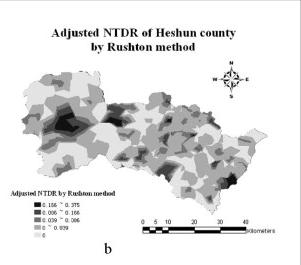 Adjusted NTDR of Heshun county
by Rushton method
N
W E
S
Adjusted NTDR by Rushton method
0.166 ~ 0.375
0.086 ~ 0.166
0.039 ~ 0.086
0 ~ 0.039
0
0 5 10 20 30 40
Kilometers
b